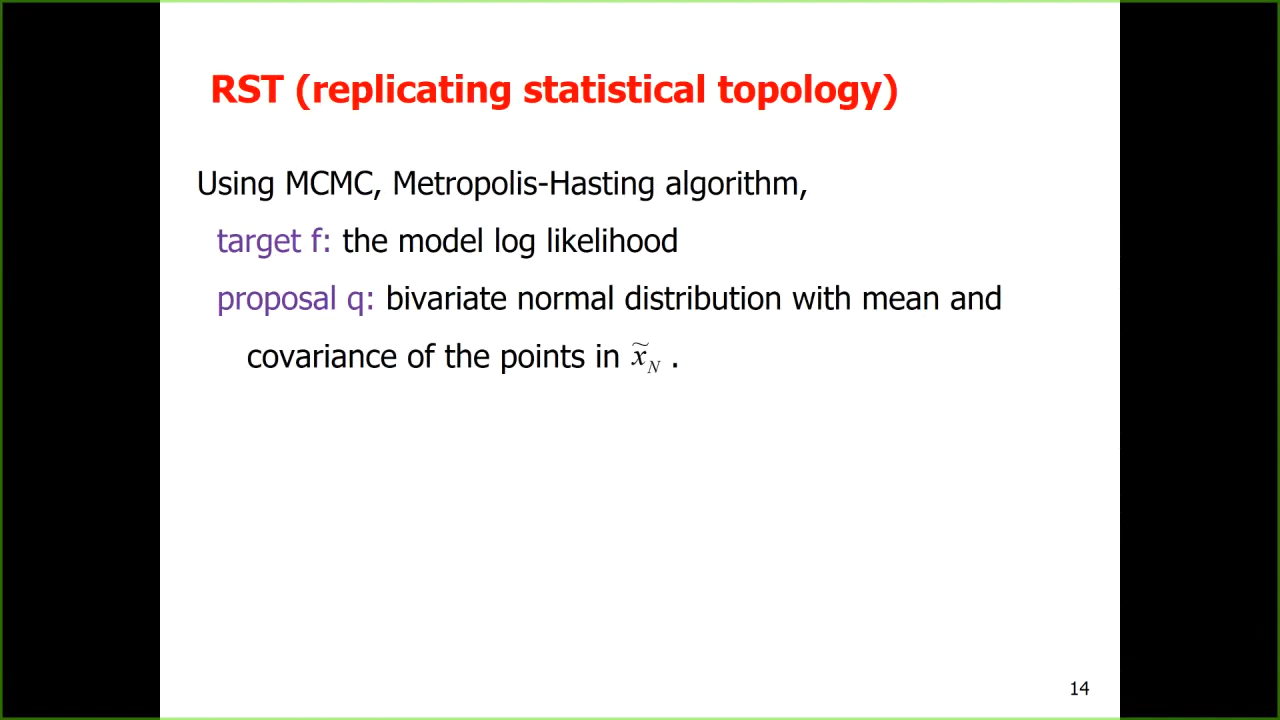 RST (replicating statistical topology)
Using MCMC, Metropolis-Hasting algorithm,
target f: the model log likelihood
proposal q: bivariate normal distribution with mean and
covariance of the points in x̃_N .
14